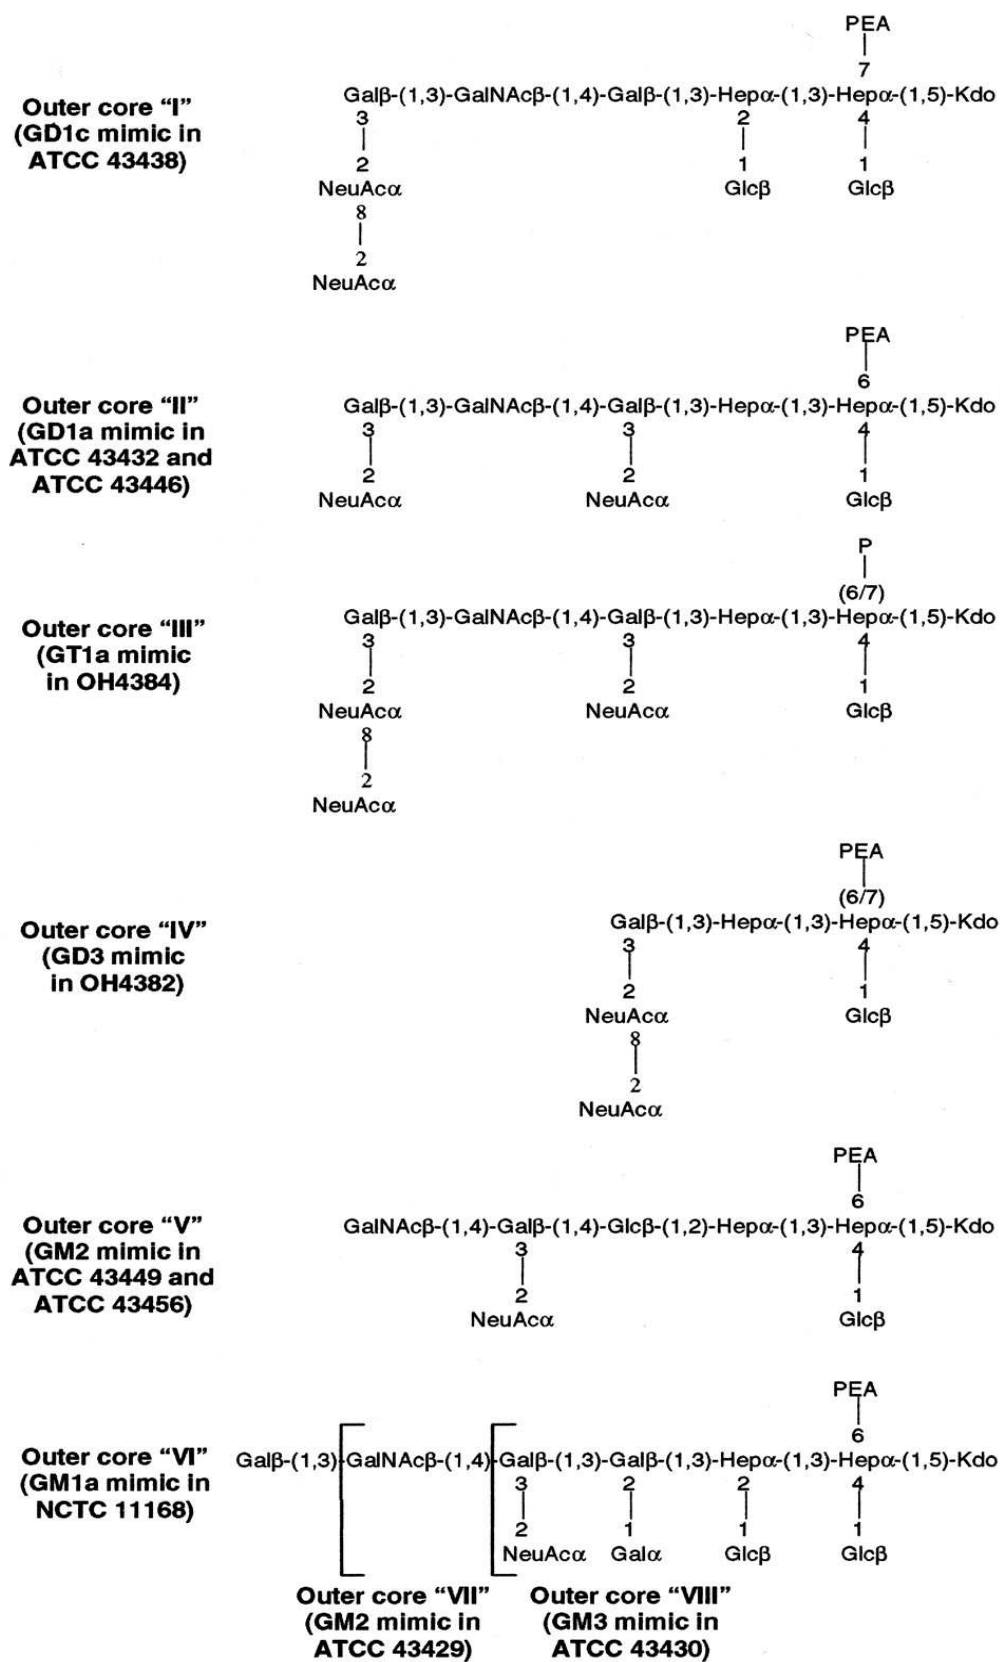 PEA
7
Outer core “I”
(GD1c mimic in
ATCC 43438)
Galβ-(1,3)-GalNAcβ-(1,4)-Galβ-(1,3)-Hepα-(1,3)-Hepα-(1,5)-Kdo
3 2 4
2 1 1
NeuAcα Glcβ Glcβ
8
2
NeuAcα
PEA
6
Outer core “II”
(GD1a mimic in
ATCC 43432 and
ATCC 43446)
Galβ-(1,3)-GalNAcβ-(1,4)-Galβ-(1,3)-Hepα-(1,3)-Hepα-(1,5)-Kdo
3 3 4
2 2 1
NeuAcα NeuAcα Glcβ
P
(6/7)
Outer core “III”
(GT1a mimic
in OH4384)
Galβ-(1,3)-GalNAcβ-(1,4)-Galβ-(1,3)-Hepα-(1,3)-Hepα-(1,5)-Kdo
3 3 4
2 2 1
NeuAcα NeuAcα Glcβ
8
2
NeuAcα
PEA
(6/7)
Outer core “IV”
(GD3 mimic
in OH4382)
Galβ-(1,3)-Hepα-(1,3)-Hepα-(1,5)-Kdo
3 4
2 1
NeuAcα Glcβ
8
2
NeuAcα
PEA
6
Outer core “V”
(GM2 mimic in
ATCC 43449 and
ATCC 43456)
GalNAcβ-(1,4)-Galβ-(1,4)-Glcβ-(1,2)-Hepα-(1,3)-Hepα-(1,5)-Kdo
3 4
2 1
NeuAcα Glcβ
PEA
6
Outer core “VI”
(GM1a mimic in
NCTC 11168)
Galβ-(1,3)-GalNAcβ-(1,4)-Galβ-(1,3)-Galβ-(1,3)-Hepα-(1,3)-Hepα-(1,5)-Kdo
3 2 2 4
2 1 1 1
NeuAcα Galα Glcβ Glcβ
Outer core “VII”
(GM2 mimic in
ATCC 43429)
Outer core “VIII”
(GM3 mimic in
ATCC 43430)